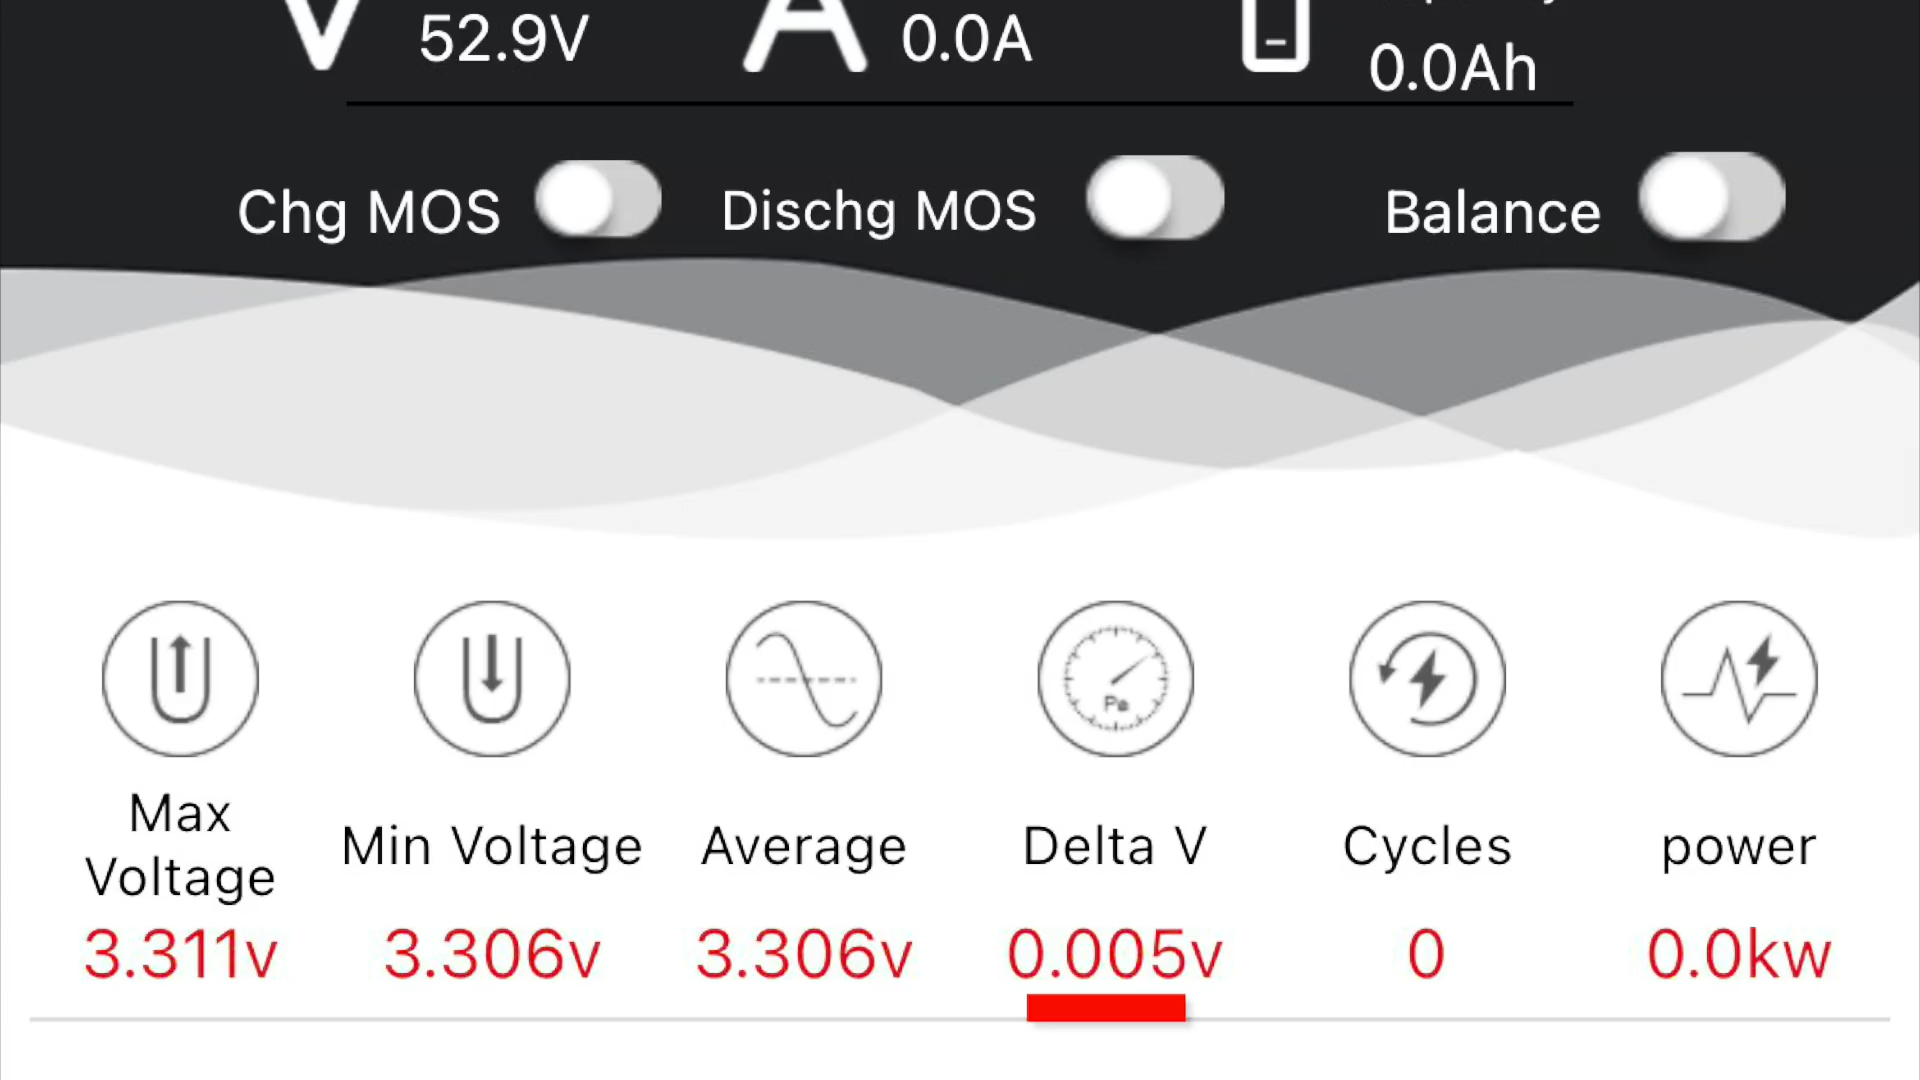 V 52.9V A 0.0A 0.0Ah
Chg MOS Dischg MOS Balance
Pa
Max Voltage Min Voltage Average Delta V Cycles power
3.311v 3.306v 3.306v 0.005v 0 0.0kw